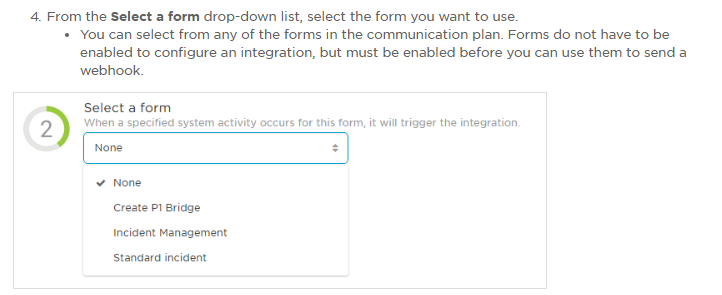 4. From the Select a form drop-down list, select the form you want to use.
• You can select from any of the forms in the communication plan. Forms do not have to be
enabled to configure an integration, but must be enabled before you can use them to send a
webhook.
2
Select a form
When a specified system activity occurs for this form, it will trigger the integration.
None
None
Create P1 Bridge
Incident Management
Standard incident